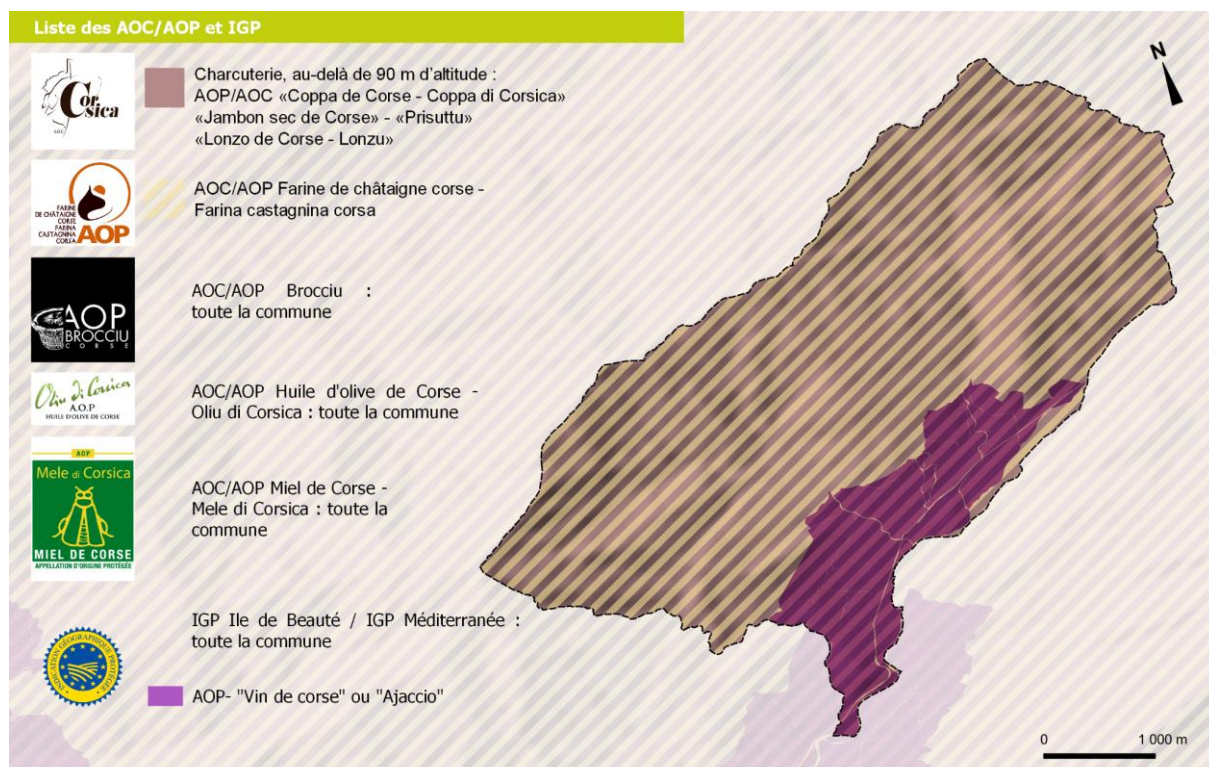 Liste des AOC/AOP et IGP
Cor
sica
A.O.C
Charcuterie, au-delà de 90 m d'altitude :
AOP/AOC «Coppa de Corse - Coppa di Corsica»
«Jambon sec de Corse» - «Prisuttu»
«Lonzo de Corse - Lonzu»
FARINE
DE CHÂTAIGNE
CORSE
FARINA
CASTAGNINA
CORSA
AOP
AOC/AOP Farine de châtaigne corse -
Farina castagnina corsa
AOP
BROCCIU
CORSE
AOC/AOP Brocciu :
toute la commune
Oliu di Corsica
A.O.P
HUILE D'OLIVE DE CORSE
AOC/AOP Huile d'olive de Corse -
Oliu di Corsica : toute la commune
AOP
Mele di Corsica
MIEL DE CORSE
APPELLATION D'ORIGINE PROTÉGÉE
AOC/AOP Miel de Corse -
Mele di Corsica : toute la
commune
INDICATION GÉOGRAPHIQUE PROTÉGÉE
IGP Ile de Beauté / IGP Méditerranée :
toute la commune
AOP- "Vin de corse" ou "Ajaccio"
N
0 1 000 m